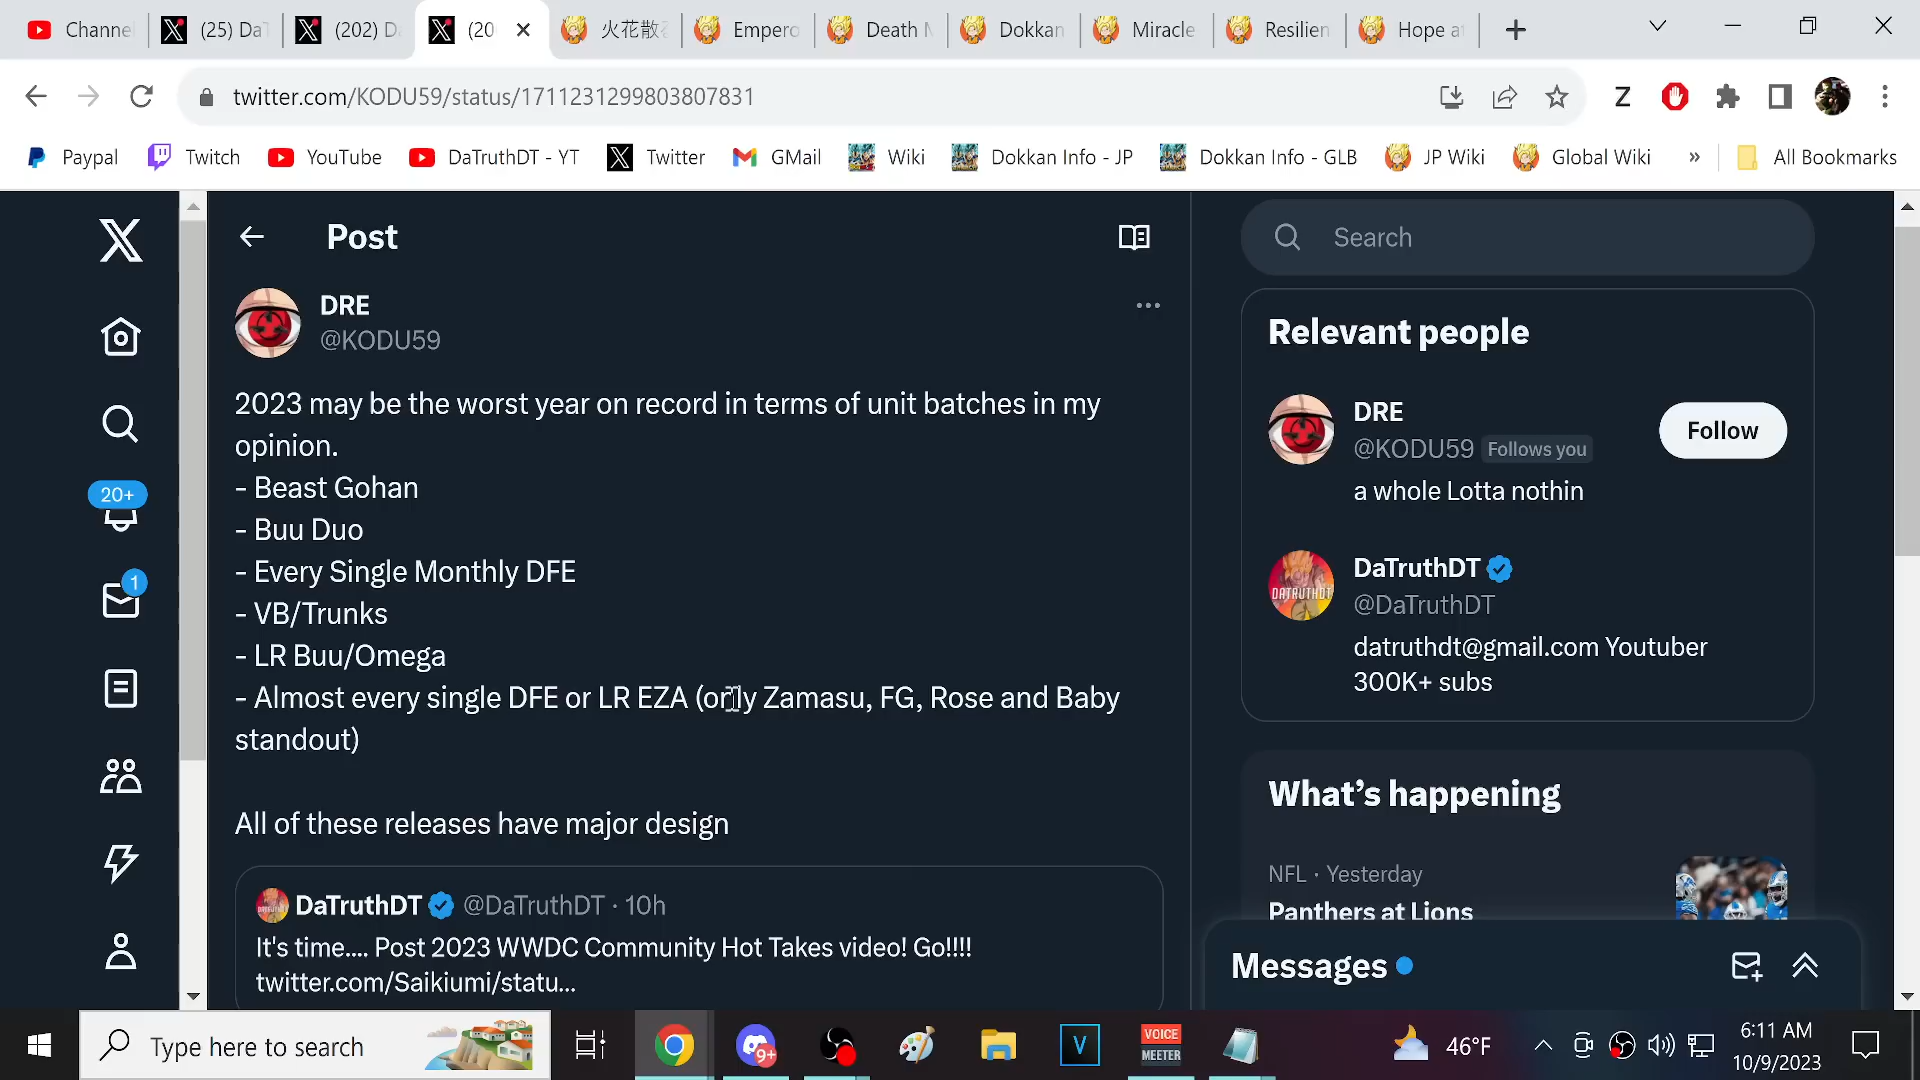 Channe
(25) DaT
(202) D
(20
火花散
Empero
Death
Dokkan
Miracle
Resilien
Hope a
twitter.com/KODU59/status/1711231299803807831
Z
Paypal
Twitch
YouTube
DaTruthDT - YT
Twitter
GMail
Wiki
Dokkan Info - JP
Dokkan Info - GLB
JP Wiki
Global Wiki
»
All Bookmarks
Post
Search
DRE
@KODU59
2023 may be the worst year on record in terms of unit batches in my
opinion.
- Beast Gohan
- Buu Duo
- Every Single Monthly DFE
- VB/Trunks
- LR Buu/Omega
- Almost every single DFE or LR EZA (only Zamasu, FG, Rose and Baby
standout)
All of these releases have major design
DaTruthDT @DaTruthDT · 10h
It's time.... Post 2023 WWDC Community Hot Takes video! Go!!!!
twitter.com/Saikiumi/statu...
20+
1
Relevant people
DRE
@KODU59 Follows you
Follow
a whole Lotta nothin
DATRUTHDT
DaTruthDT
@DaTruthDT
datruthdt@gmail.com Youtuber
300K+ subs
What's happening
NFL · Yesterday
Panthers at Lions
Messages
Type here to search
9+
V
VOICE
MEETER
46°F
6:11 AM
10/9/2023